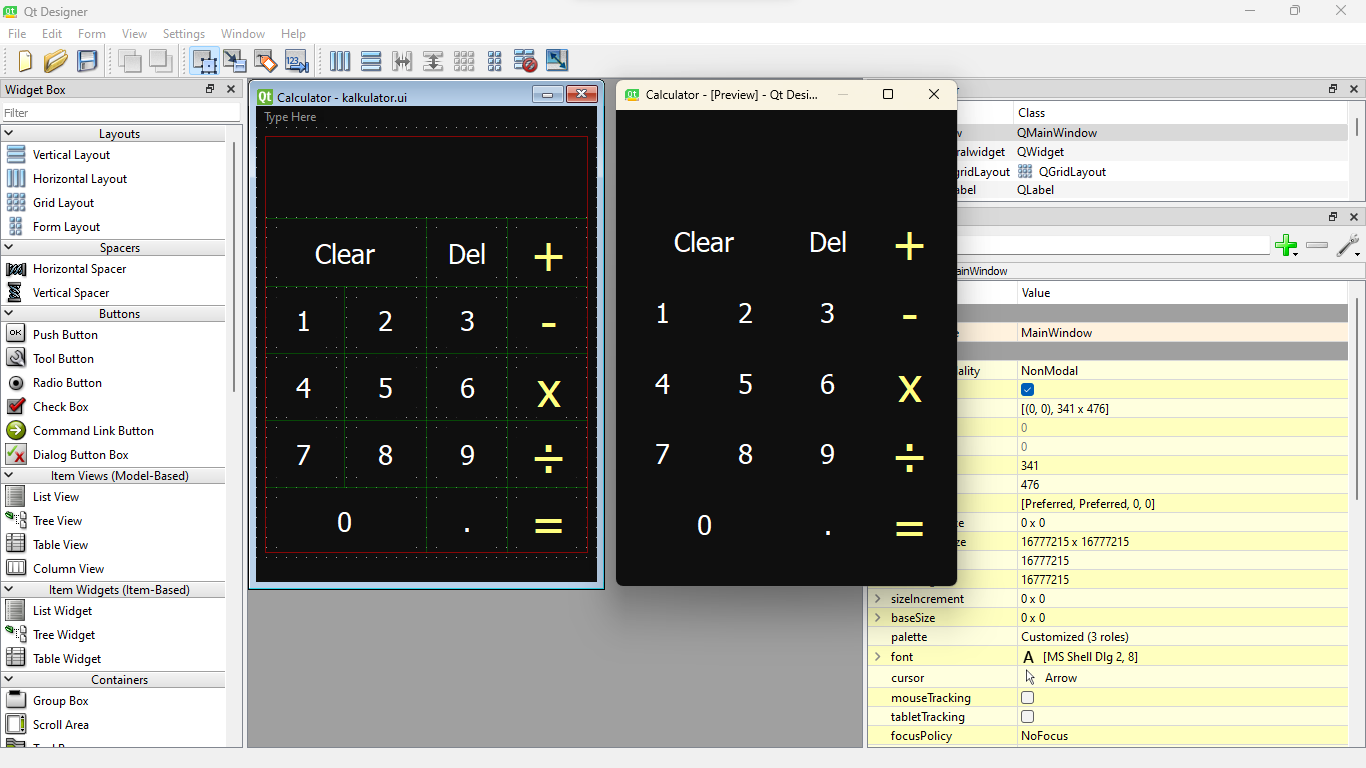 Qt Designer
File Edit Form View Settings Window Help
Widget Box
Filter
Layouts
Vertical Layout
Horizontal Layout
Grid Layout
Form Layout
Spacers
Horizontal Spacer
Vertical Spacer
Buttons
OK Push Button
Tool Button
Radio Button
Check Box
Command Link Button
Dialog Button Box
Item Views (Model-Based)
List View
Tree View
Table View
Column View
Item Widgets (Item-Based)
List Widget
Tree Widget
Table Widget
Containers
Group Box
Scroll Area
Qt Calculator - kalkulator.ui
Type Here
Clear Del +
1 2 3 -
4 5 6 x
7 8 9 ÷
0 . =
Calculator - [Preview] - Qt Desi...
Clear Del +
1 2 3 -
4 5 6 x
7 8 9 ÷
0 . =
Class
w QMainWindow
ralwidget QWidget
gridLayout QGridLayout
abel QLabel
ainWindow
Value
MainWindow
ality NonModal
[(0, 0), 341 x 476]
0
0
341
476
[Preferred, Preferred, 0, 0]
ze 0 x 0
ze 16777215 x 16777215
16777215
16777215
sizeIncrement 0 x 0
baseSize 0 x 0
palette Customized (3 roles)
font A [MS Shell Dlg 2, 8]
cursor Arrow
mouseTracking
tabletTracking
focusPolicy NoFocus